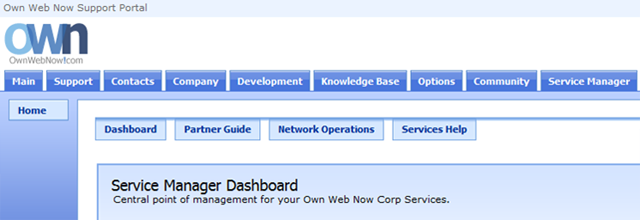 Own Web Now Support Portal
own
OwnWebNow!com
Main Support Contacts Company Development Knowledge Base Options Community Service Manager
Home
Dashboard Partner Guide Network Operations Services Help
Service Manager Dashboard
Central point of management for your Own Web Now Corp Services.